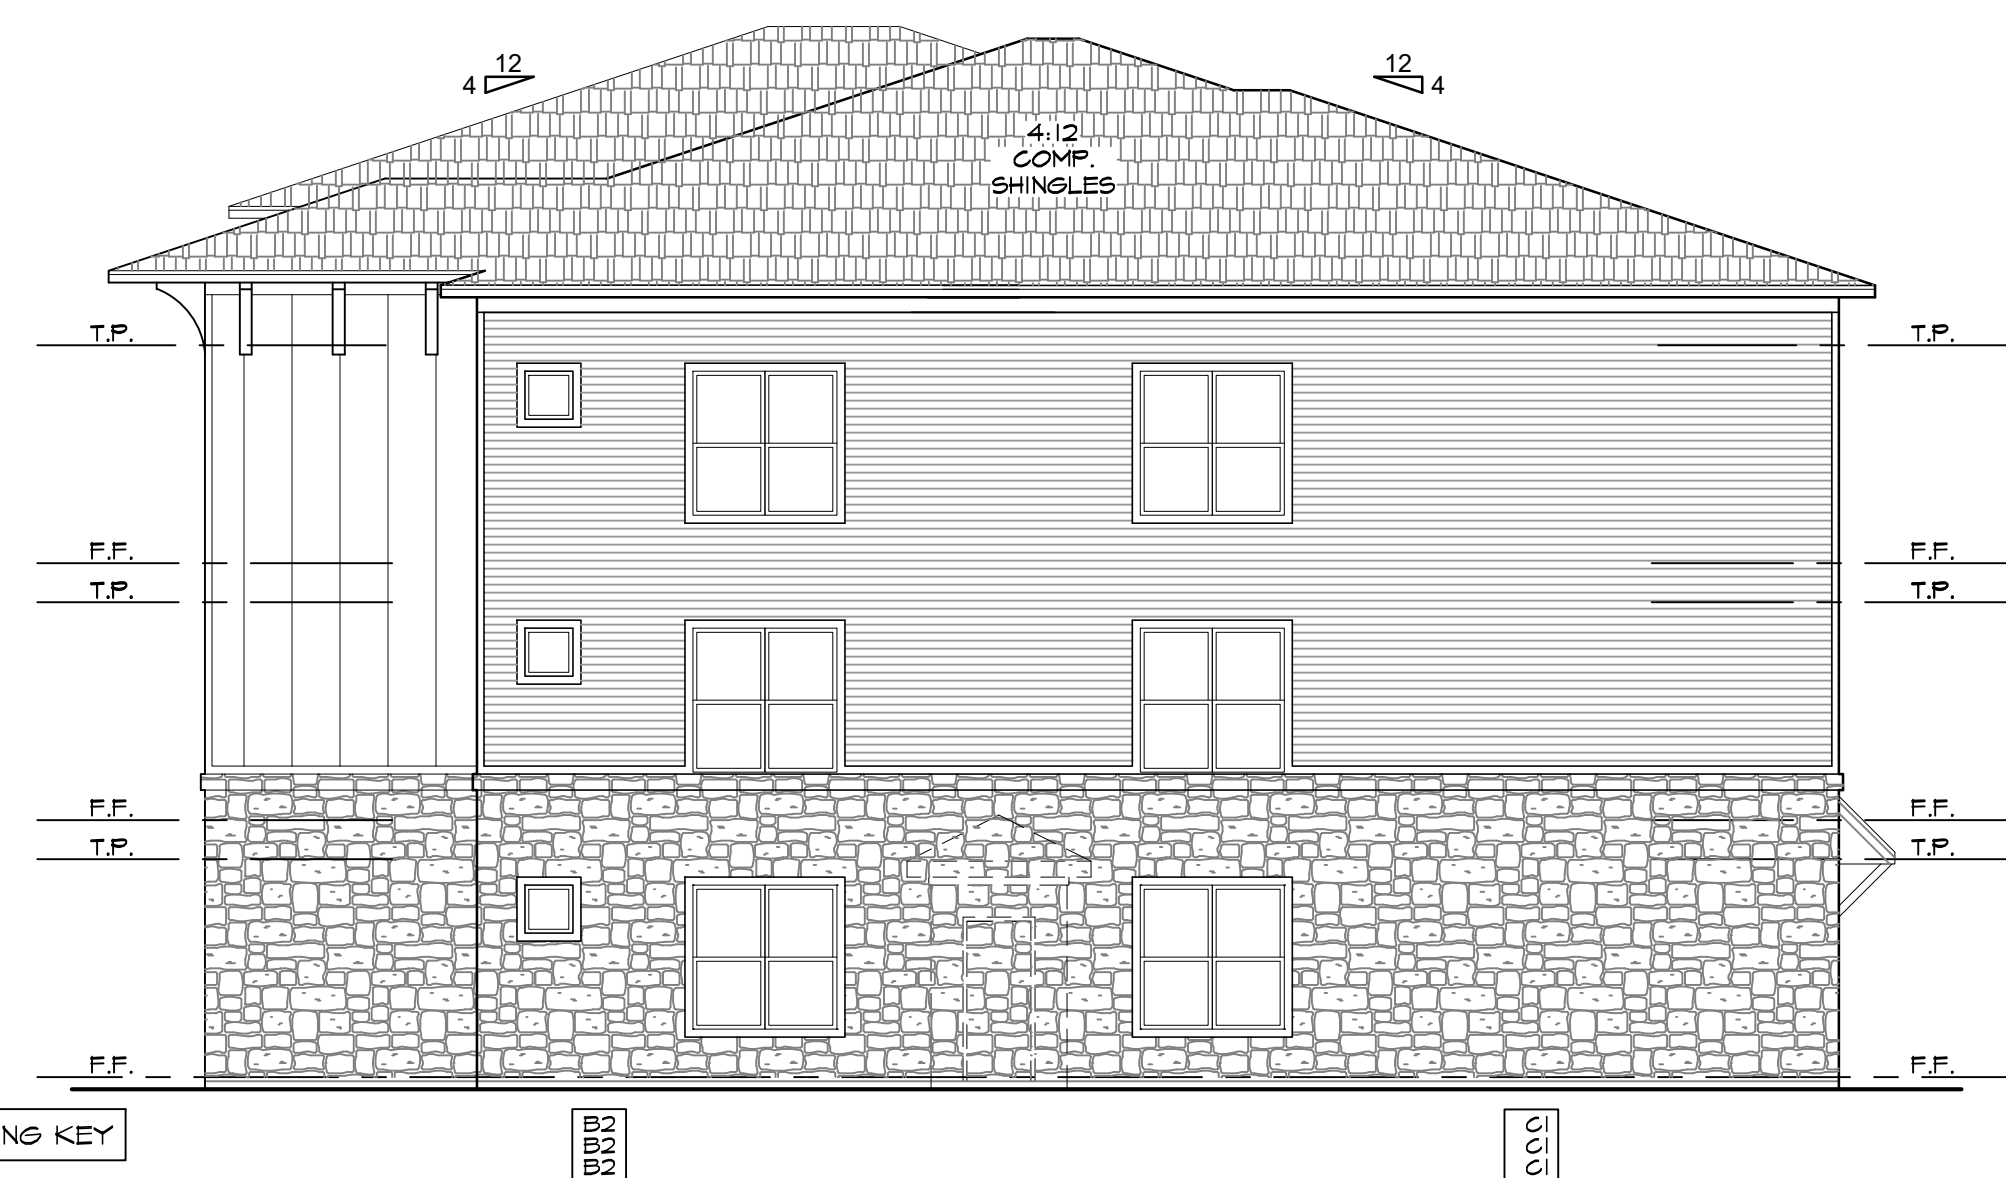 12
4
12
4
4:12
COMP.
SHINGLES
T.P.
T.P.
F.F.
F.F.
T.P.
T.P.
F.F.
F.F.
T.P.
T.P.
F.F.
F.F.
NG KEY
B2
B2
B2
C1
C1
C1